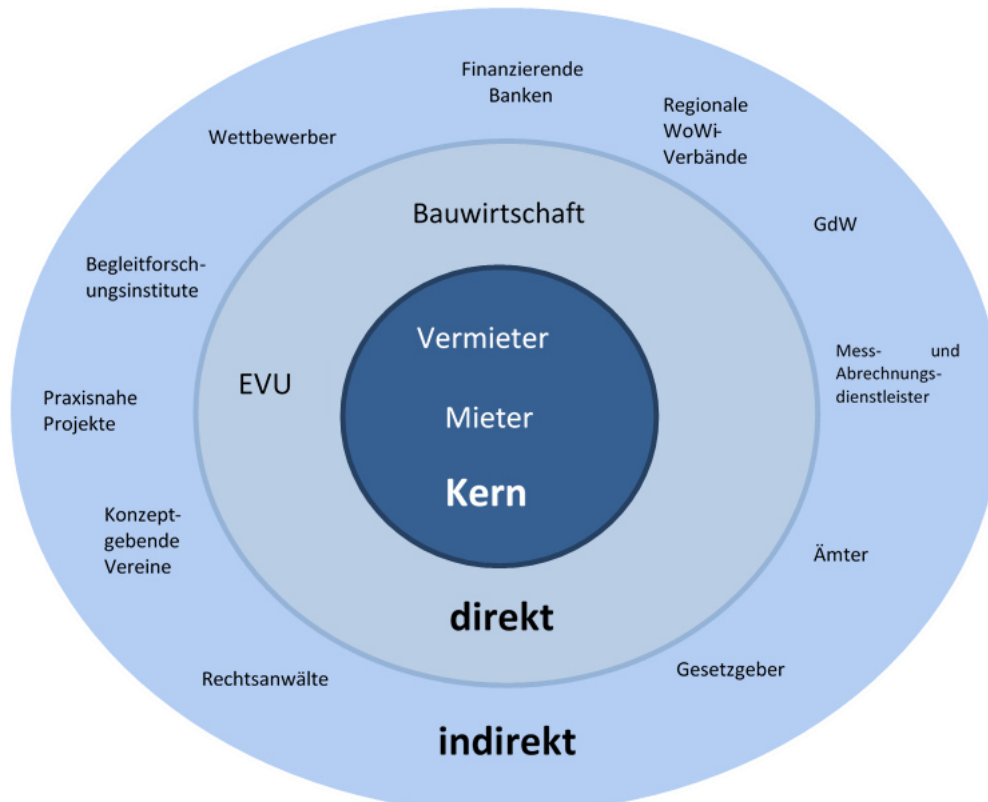 Finanzierende
Banken
Regionale
WoWi-
Verbände
Wettbewerber
Bauwirtschaft
GdW
Begleitforsch-
ungsinstitute
Vermieter
Mess- und
Abrechnungs-
dienstleister
EVU
Praxisnahe
Projekte
Mieter
Kern
Konzept-
gebende
Vereine
Ämter
direkt
Rechtsanwälte
Gesetzgeber
indirekt